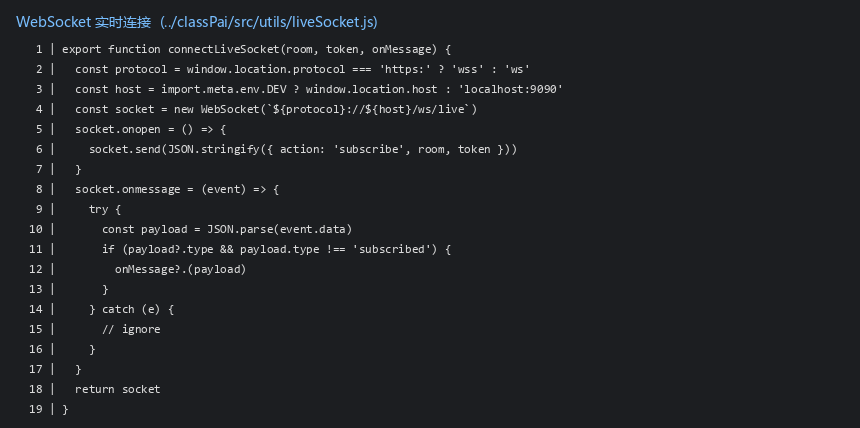 WebSocket 实时连接（../classPai/src/utils/liveSocket.js）
1 | export function connectLiveSocket(room, token, onMessage) {
2 |   const protocol = window.location.protocol === 'https:' ? 'wss' : 'ws'
3 |   const host = import.meta.env.DEV ? window.location.host : 'localhost:9090'
4 |   const socket = new WebSocket(`${protocol}://${host}/ws/live`)
5 |   socket.onopen = () => {
6 |     socket.send(JSON.stringify({ action: 'subscribe', room, token }))
7 |   }
8 |   socket.onmessage = (event) => {
9 |     try {
10 |       const payload = JSON.parse(event.data)
11 |       if (payload?.type && payload.type !== 'subscribed') {
12 |         onMessage?.(payload)
13 |       }
14 |     } catch (e) {
15 |       // ignore
16 |     }
17 |   }
18 |   return socket
19 | }